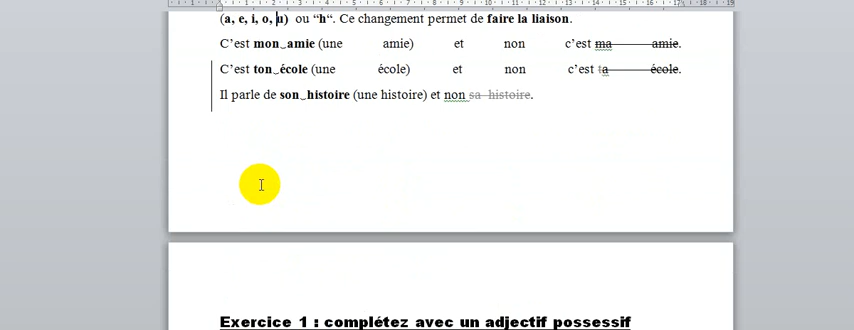 (a, e, i, o, u) ou “h“. Ce changement permet de faire la liaison.
C’est mon‿amie (une amie) et non c’est ma amie.
C’est ton‿école (une école) et non c’est ta école.
Il parle de son‿histoire (une histoire) et non sa histoire.
Exercice 1 : complétez avec un adjectif possessif